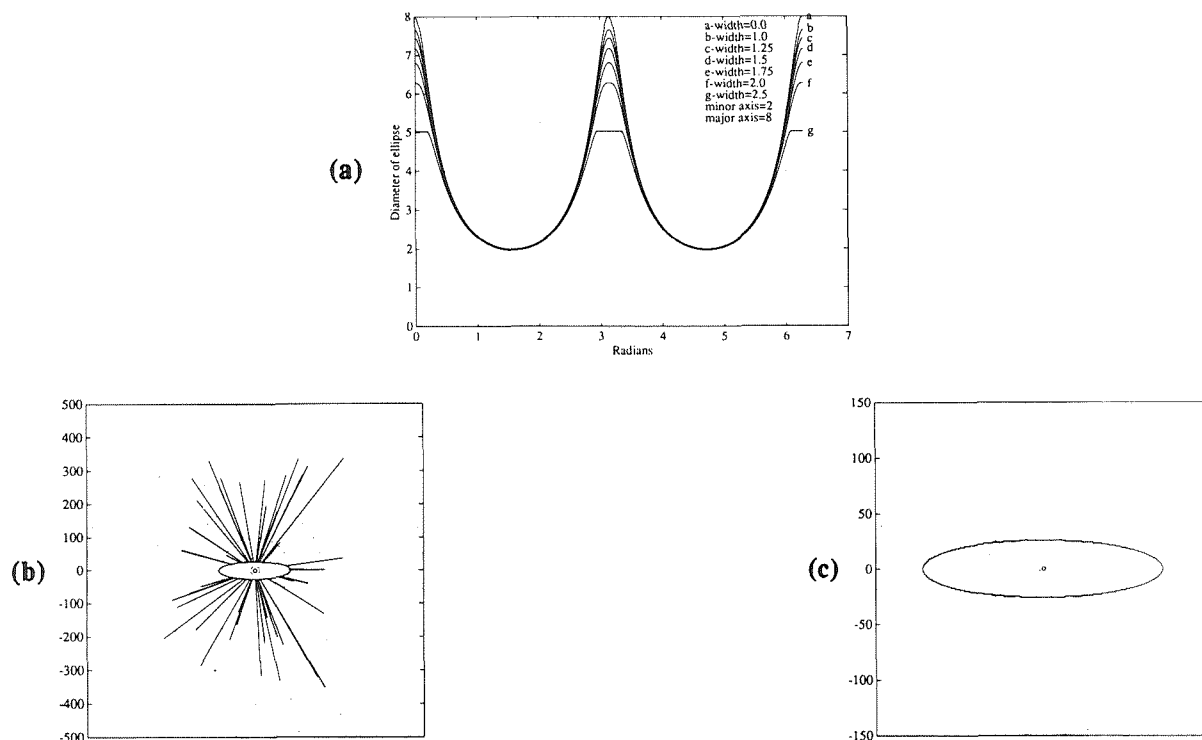 8
7
6
5
4
3
2
1
0
Diameter of ellipse
(a)
a-width=0.0
b-width=1.0
c-width=1.25
d-width=1.5
e-width=1.75
f-width=2.0
g-width=2.5
minor axis=2
major axis=8
a
b
c
d
e
f
g
0 1 2 3 4 5 6 7
Radians
(b)
500
400
300
200
100
0
-100
-200
-300
-400
-500
(c)
150
100
50
0
-50
-100
-150